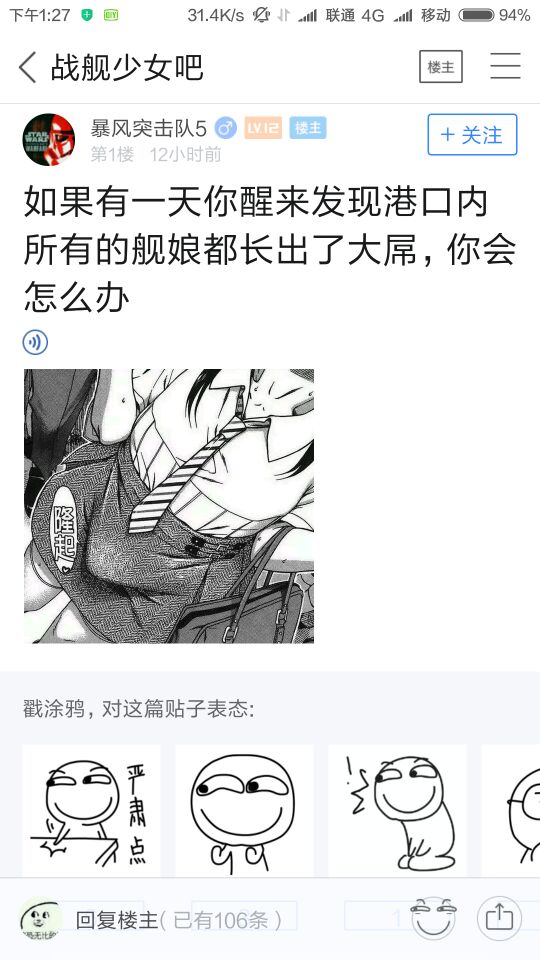 下午1:27 DIY 31.4K/s 联通 4G 移动 94%
战舰少女吧 楼主
STAR WARS
暴风突击队5 LV.12 楼主
+ 关注
第1楼 12小时前
如果有一天你醒来发现港口内
所有的舰娘都长出了大屌，你会
怎么办
隆起
戳涂鸦，对这篇贴子表态:
严肃点
回复楼主（已有106条）